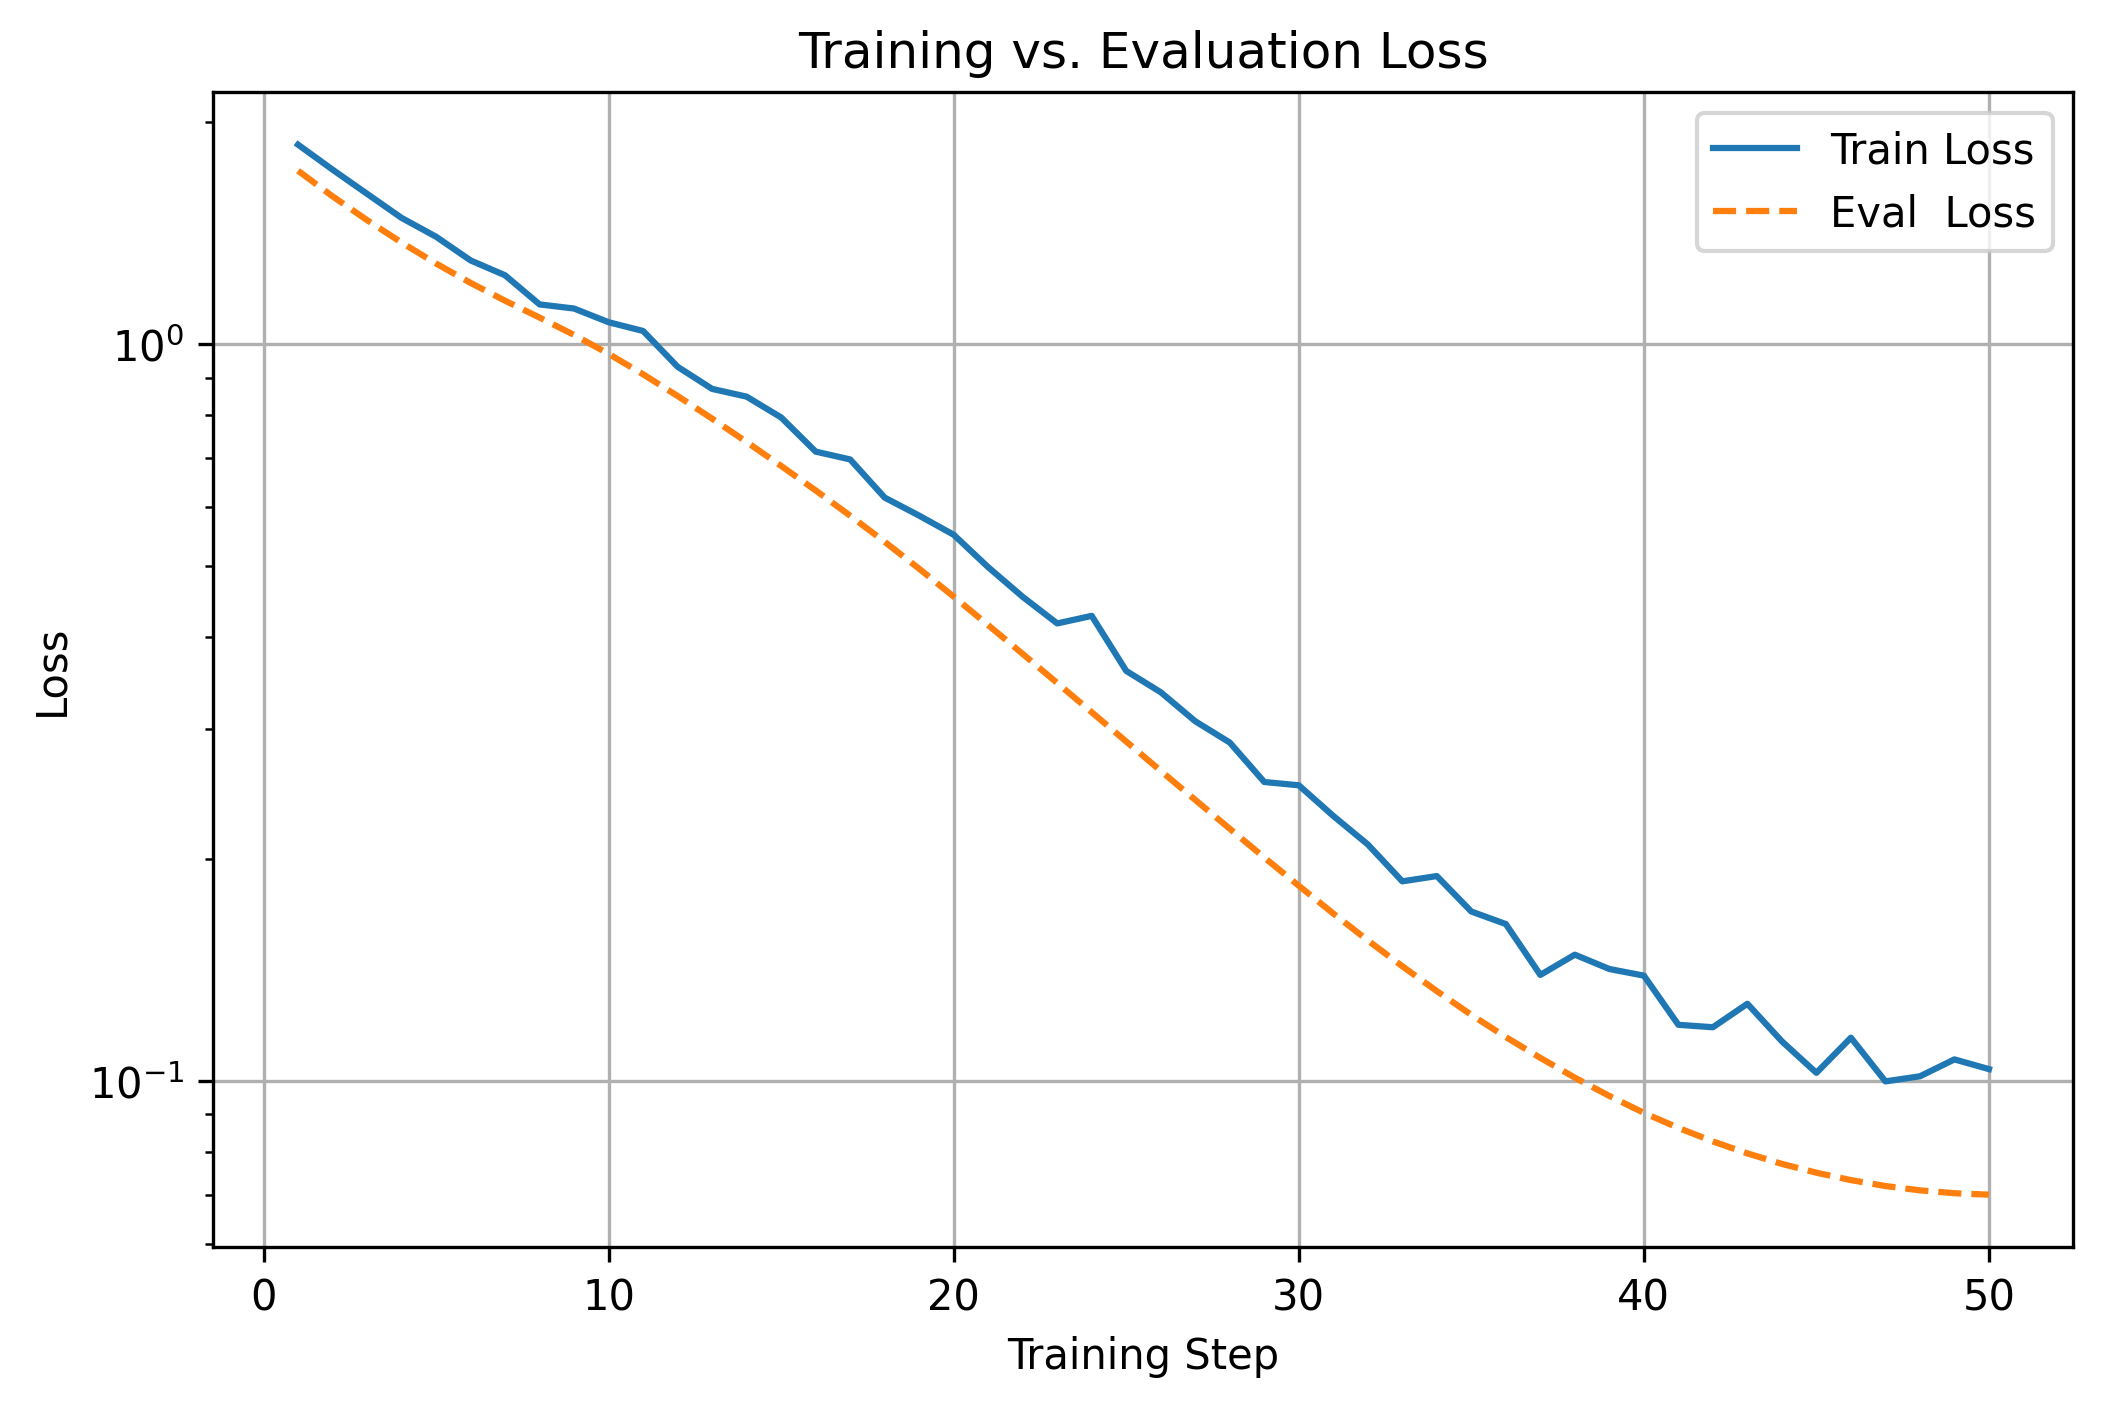 Training vs. Evaluation Loss
Train Loss
Eval  Loss
10⁰
10⁻¹
Loss
0 10 20 30 40 50
Training Step